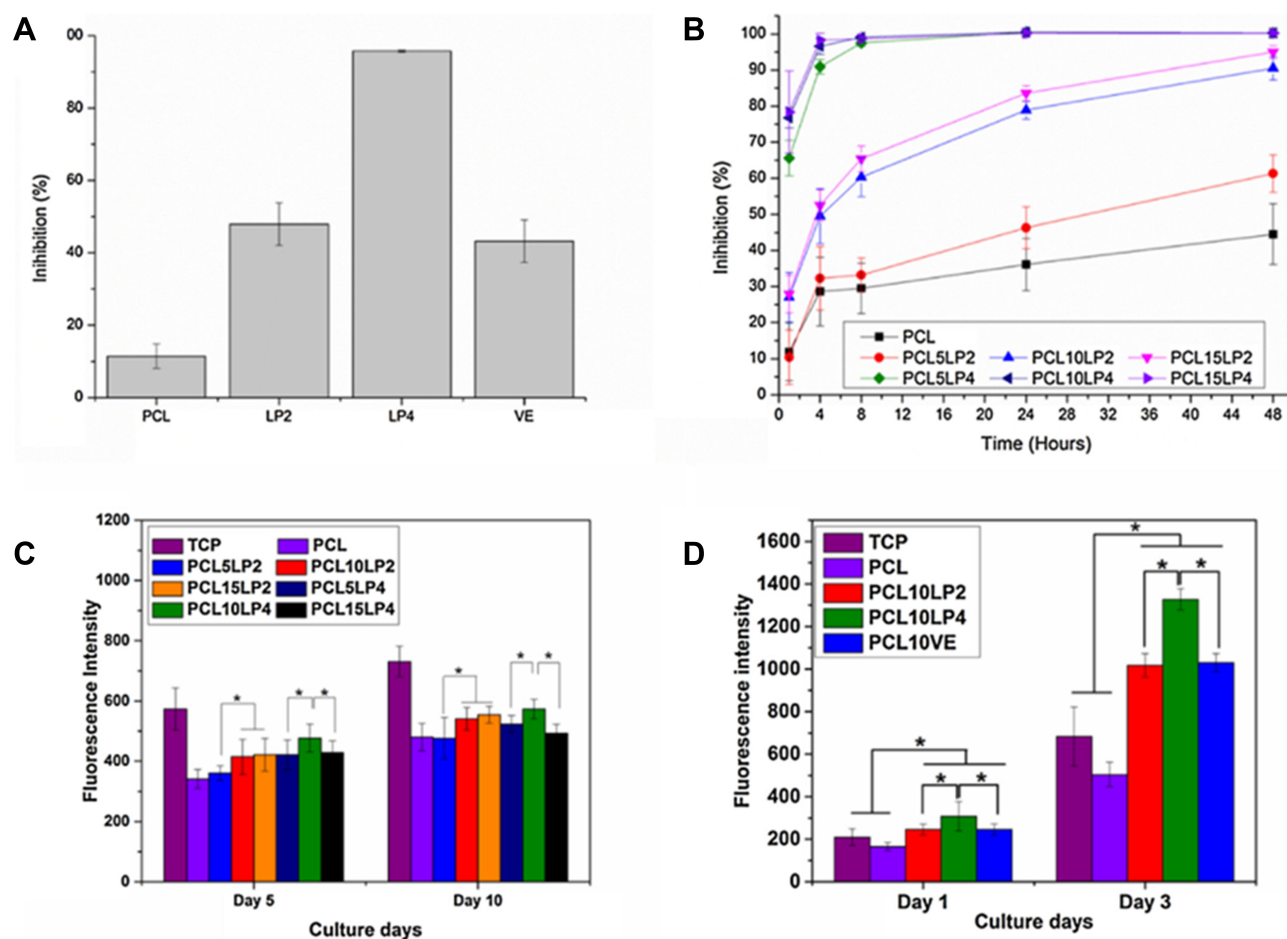 A
Inihibition (%)
00
80
60
40
20
0
PCL LP2 LP4 VE
B
Inihibition (%)
100
90
80
70
60
50
40
30
20
10
0
PCL
PCL5LP2 PCL10LP2 PCL15LP2
PCL5LP4 PCL10LP4 PCL15LP4
0 4 8 12 16 20 24 28 32 36 40 44 48
Time (Hours)
C
Fluorescence Intensity
1200
1000
800
600
400
200
0
TCP PCL
PCL5LP2 PCL10LP2
PCL15LP2 PCL5LP4
PCL10LP4 PCL15LP4
* * *
* * *
Day 5 Day 10
Culture days
D
Fluorescence intensity
1600
1400
1200
1000
800
600
400
200
0
TCP
PCL
PCL10LP2
PCL10LP4
PCL10VE
*
* *
*
* *
Day 1 Day 3
Culture days